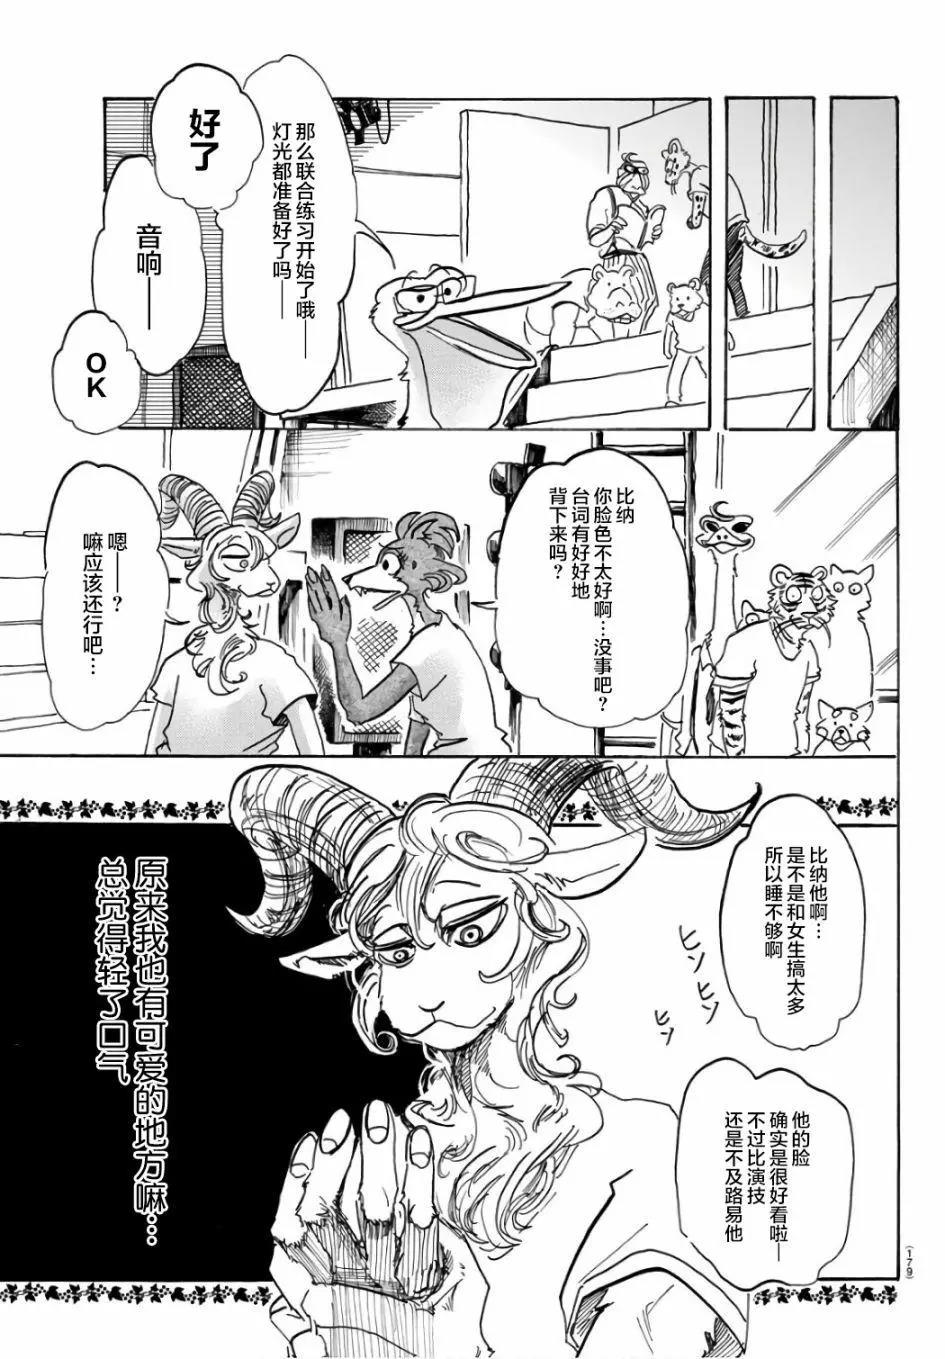 那么联合练习开始了哦——
灯光都准备好了吗——
好了
音响——
OK
比纳
你脸色不太好啊…没事吧？
台词有好好地
背下来吗？
嗯——？
嘛应该还行吧…
比纳他啊…
是不是和女生搞太多
所以睡不够啊
ヒソヒソ
ヒソ
他的脸
确实是很好看啦——
不过比演技
还是不及路易他
原来我也有可爱的地方嘛…
总觉得轻了口气
(179)